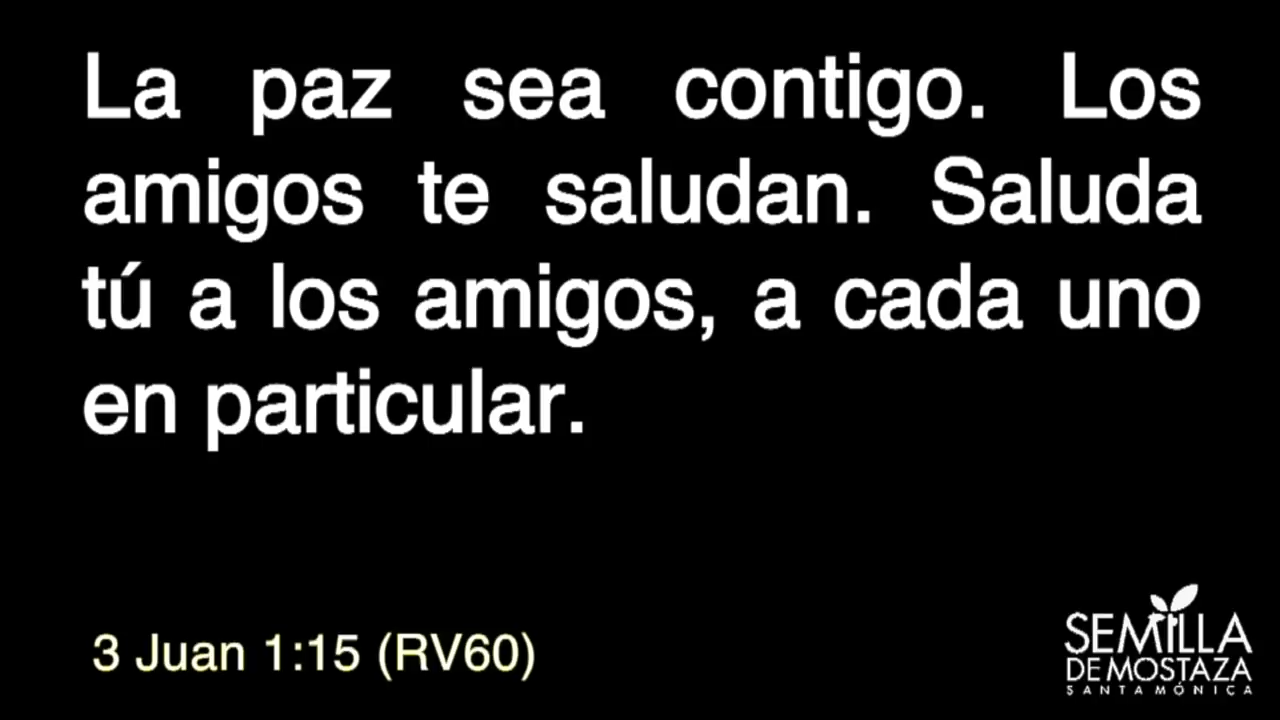 La paz sea contigo. Los
amigos te saludan. Saluda
tú a los amigos, a cada uno
en particular.
3 Juan 1:15 (RV60)
SEMILLA
DE MOSTAZA
SANTA MÓNICA